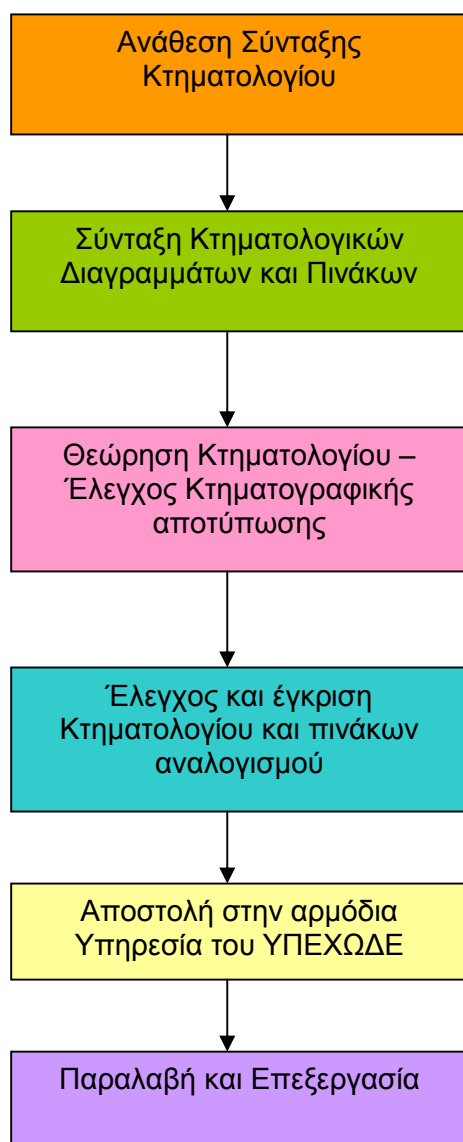 Ανάθεση Σύνταξης
Κτηματολογίου
Σύνταξη Κτηματολογικών
Διαγραμμάτων και Πινάκων
Θεώρηση Κτηματολογίου –
Έλεγχος Κτηματογραφικής
αποτύπωσης
Έλεγχος και έγκριση
Κτηματολογίου και πινάκων
αναλογισμού
Αποστολή στην αρμόδια
Υπηρεσία του ΥΠΕΧΩΔΕ
Παραλαβή και Επεξεργασία